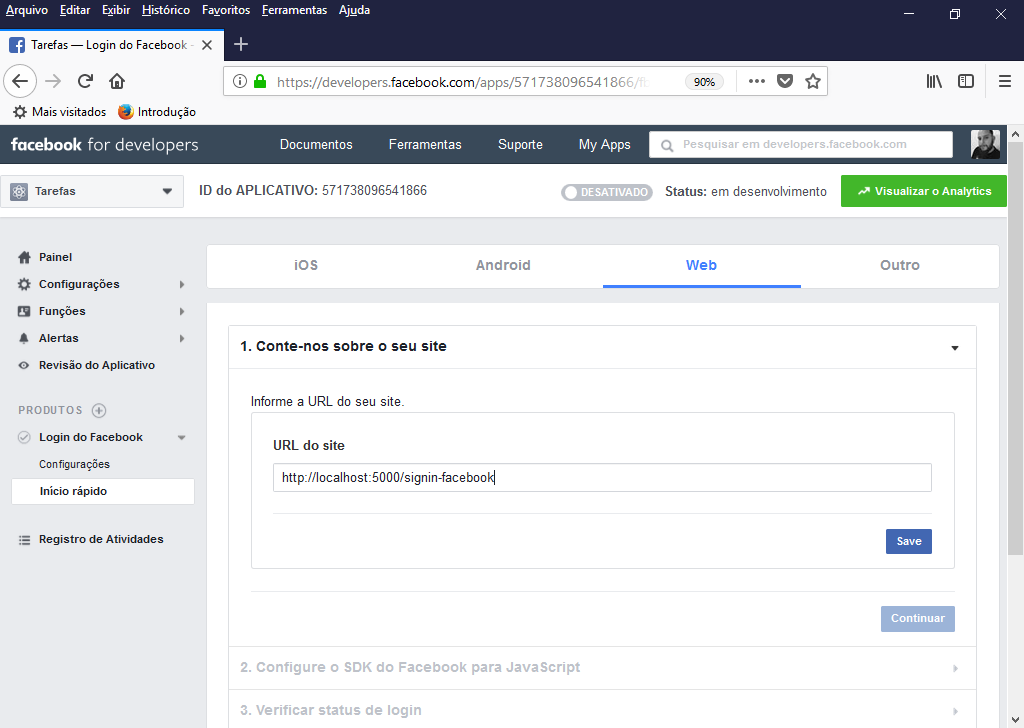 Arquivo Editar Exibir Histórico Favoritos Ferramentas Ajuda
Tarefas — Login do Facebook -
https://developers.facebook.com/apps/571738096541866/ 90%
Mais visitados Introdução
facebook for developers Documentos Ferramentas Suporte My Apps Pesquisar em developers.facebook.com
Tarefas ID do APLICATIVO: 571738096541866 DESATIVADO Status: em desenvolvimento Visualizar o Analytics
Painel
Configurações
Funções
Alertas
Revisão do Aplicativo
PRODUTOS
Login do Facebook
Configurações
Início rápido
Registro de Atividades
iOS Android Web Outro
1. Conte-nos sobre o seu site
Informe a URL do seu site.
URL do site
http://localhost:5000/signin-facebook
Save
Continuar
2. Configure o SDK do Facebook para JavaScript
3. Verificar status de login